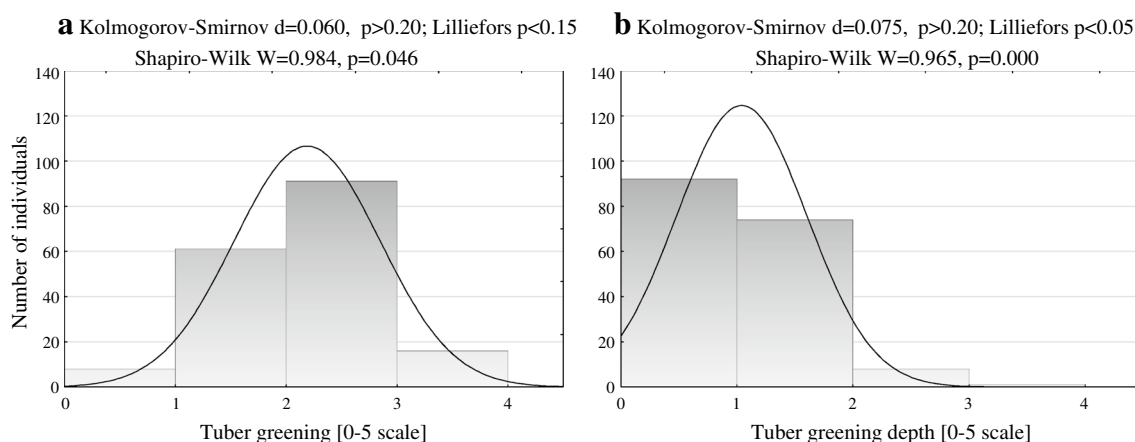 a Kolmogorov-Smirnov d=0.060, p>0.20; Lilliefors p<0.15
Shapiro-Wilk W=0.984, p=0.046
140
120
100
80
60
40
20
0
Number of individuals
0 1 2 3 4
Tuber greening [0-5 scale]
b Kolmogorov-Smirnov d=0.075, p>0.20; Lilliefors p<0.05
Shapiro-Wilk W=0.965, p=0.000
140
120
100
80
60
40
20
0
0 1 2 3 4
Tuber greening depth [0-5 scale]